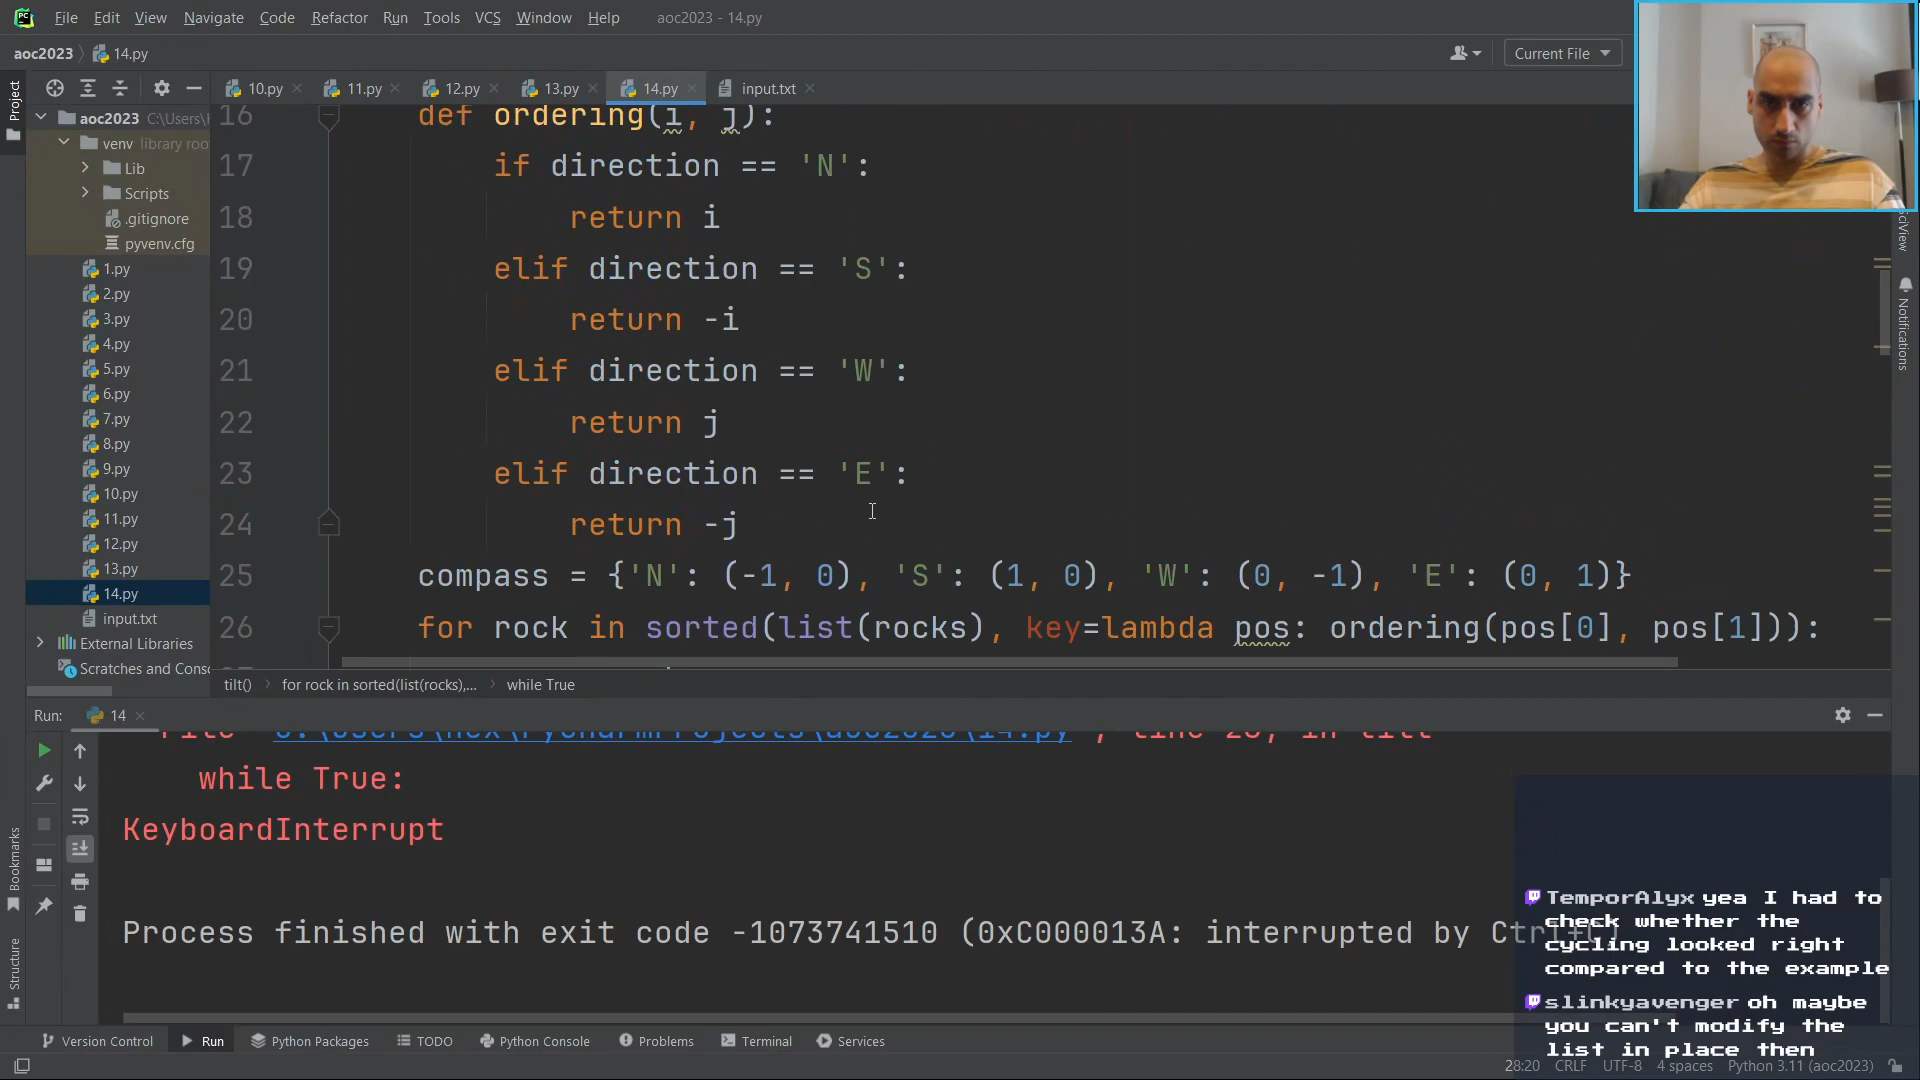 File Edit View Navigate Code Refactor Run Tools VCS Window Help aoc2023 - 14.py
aoc2023 14.py Current File
10.py 11.py 12.py 13.py 14.py input.txt
Project
aoc2023 C:\Users\
venv library roo
Lib
Scripts
.gitignore
pyvenv.cfg
1.py
2.py
3.py
4.py
5.py
6.py
7.py
8.py
9.py
10.py
11.py
12.py
13.py
14.py
input.txt
External Libraries
Scratches and Conso
16 def ordering(i, j):
17 if direction == 'N':
18 return i
19 elif direction == 'S':
20 return -i
21 elif direction == 'W':
22 return j
23 elif direction == 'E':
24 return -j
25 compass = {'N': (-1, 0), 'S': (1, 0), 'W': (0, -1), 'E': (0, 1)}
26 for rock in sorted(list(rocks), key=lambda pos: ordering(pos[0], pos[1])):
SciView
Notifications
tilt() for rock in sorted(list(rocks),... while True
Run: 14
while True:
KeyboardInterrupt
Process finished with exit code -1073741510 (0xC000013A: interrupted by Ctrl+C)
Bookmarks
Structure
TemporAlyx yea I had to
check whether the
cycling looked right
compared to the example
slinkyavenger oh maybe
you can't modify the
list in place then
Version Control Run Python Packages TODO Python Console Problems Terminal Services
28:20 CRLF UTF-8 4 spaces Python 3.11 (aoc2023)